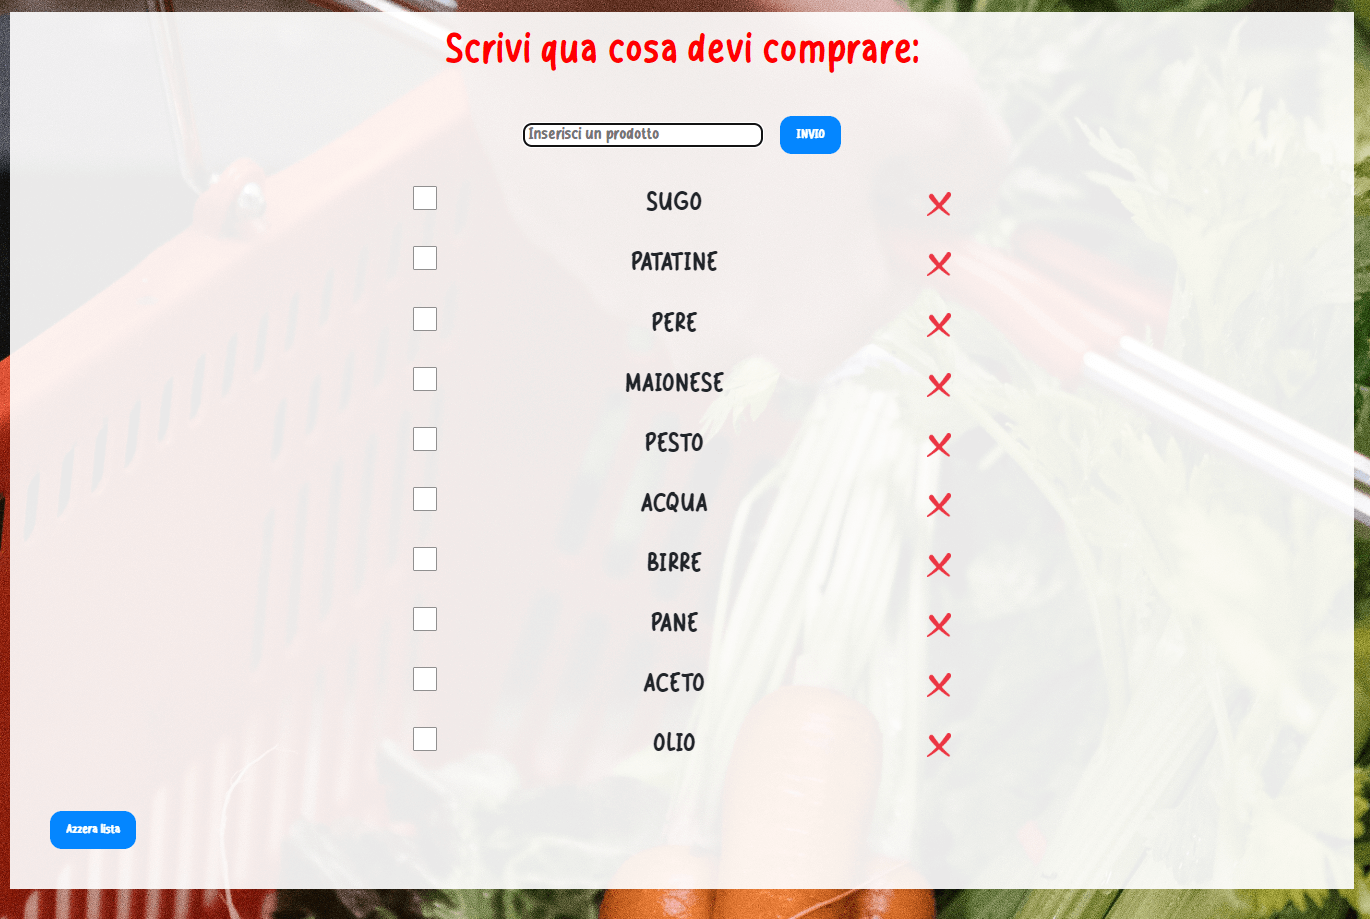 Scrivi qua cosa devi comprare:
Inserisci un prodotto
INVIO
SUGO
PATATINE
PERE
MAIONESE
PESTO
ACQUA
BIRRE
PANE
ACETO
OLIO
Azzera lista